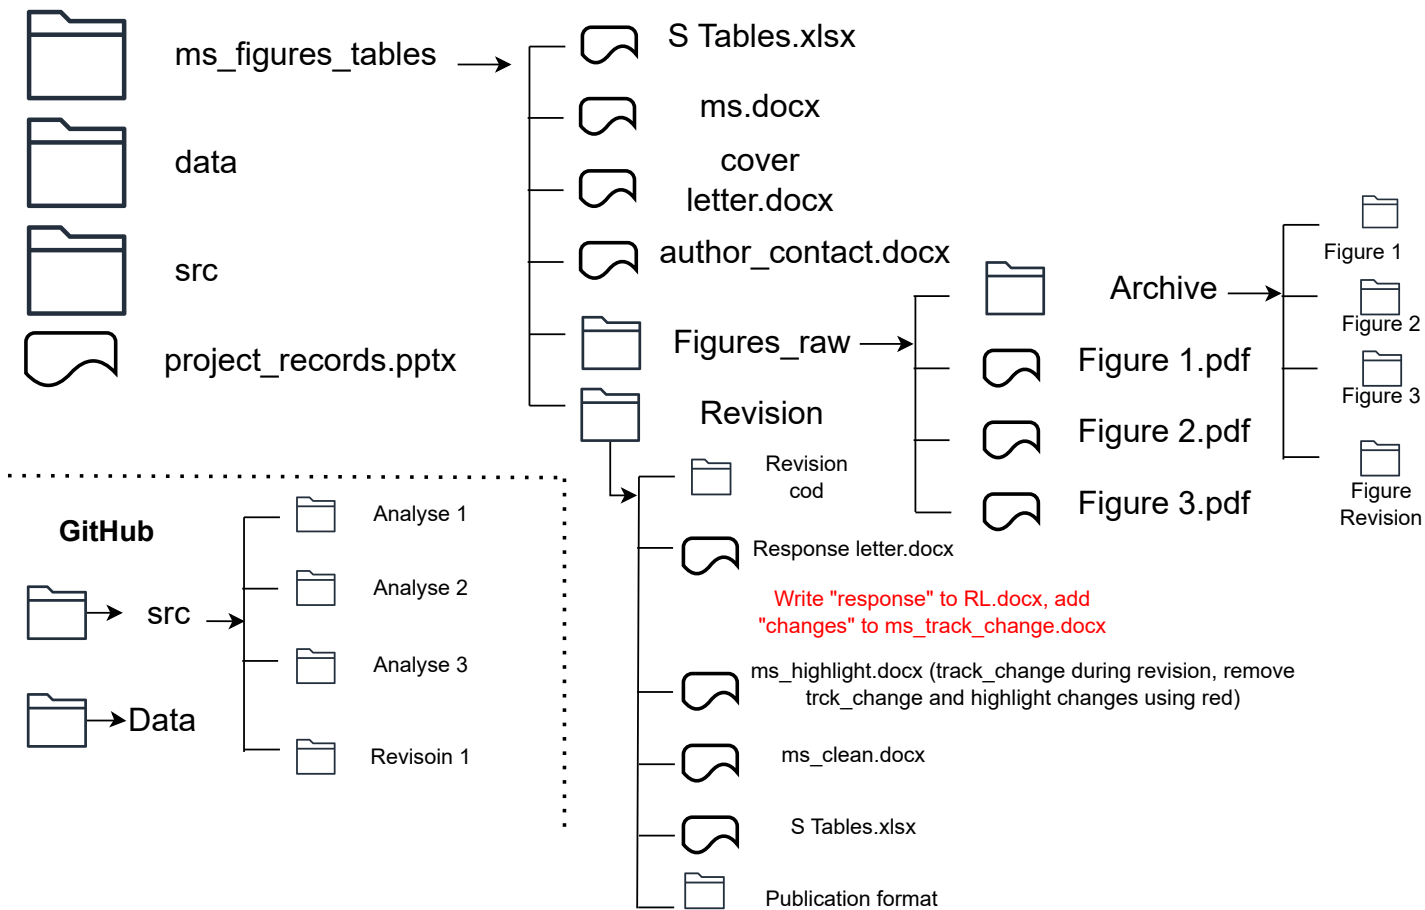 ms_figures_tables
data
src
project_records.pptx
S Tables.xlsx
ms.docx
cover
letter.docx
author_contact.docx
Figures_raw
Revision
Archive
Figure 1.pdf
Figure 2.pdf
Figure 3.pdf
Figure 1
Figure 2
Figure 3
Figure
Revision
Revision
cod
Response letter.docx
Write "response" to RL.docx, add
"changes" to ms_track_change.docx
ms_highlight.docx (track_change during revision, remove
trck_change and highlight changes using red)
ms_clean.docx
S Tables.xlsx
Publication format
GitHub
src
Data
Analyse 1
Analyse 2
Analyse 3
Revisoin 1